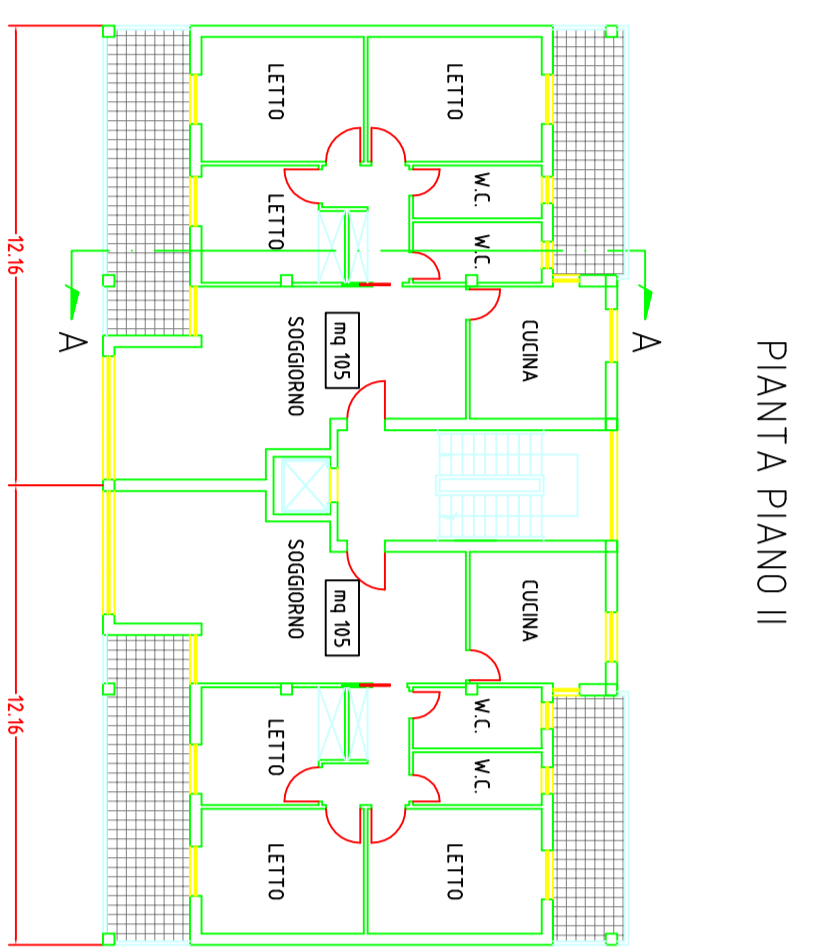 PIANTA PIANO II
A
CUCINA
CUCINA
W.C.
W.C.
W.C.
W.C.
LETTO
LETTO
mq 105
mq 105
SOGGIORNO
SOGGIORNO
LETTO
LETTO
LETTO
LETTO
A
12.16
12.16